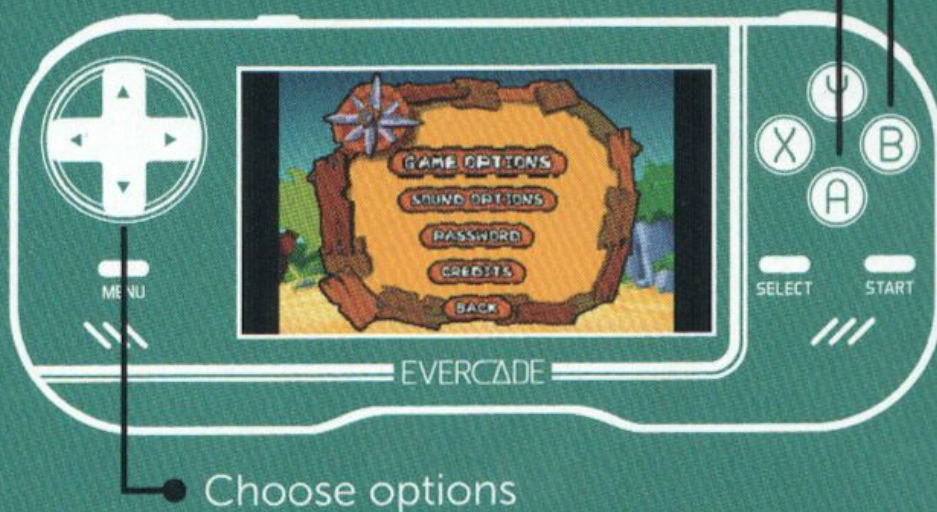 Y
X
B
A
GAME OPTIONS
SOUND OPTIONS
PASSWORD
CREDITS
BACK
MENU
SELECT
START
EVERCADE
Choose options